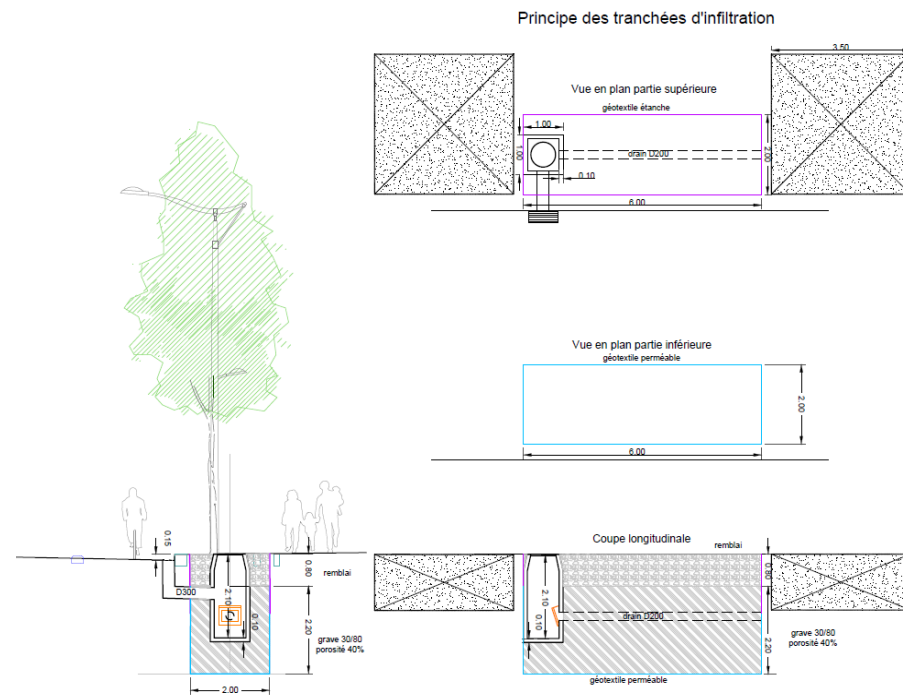 Principe des tranchées d'infiltration
3.50
Vue en plan partie supérieure
géotextile étanche
1.00
1.00
drain D200
2.00
0.10
6.00
Vue en plan partie inférieure
géotextile perméable
2.00
6.00
0.15
D300
2.10
0.10
0.80
remblai
2.20
grave 30/80
porosité 40%
2.00
Coupe longitudinale
remblai
2.10
0.10
drain D200
0.80
2.20
grave 30/80
porosité 40%
géotextile perméable